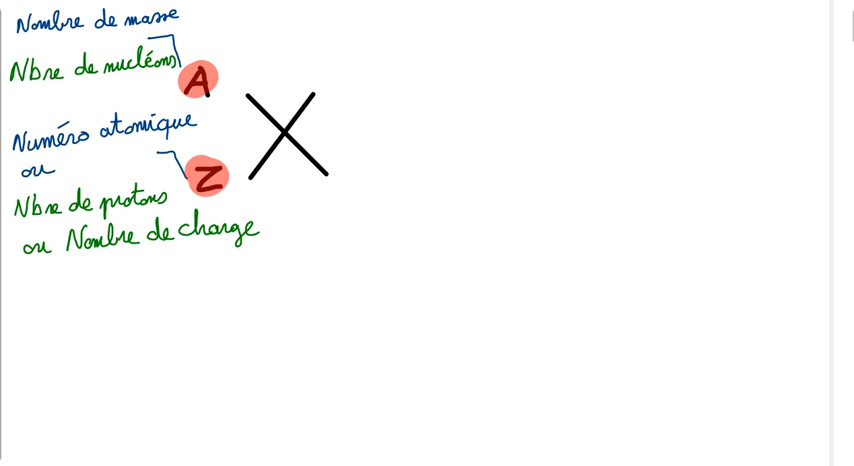 Nombre de masse
Nbre de nucléons
A
X
Numéro atomique
ou
Z
Nbre de protons
ou Nombre de charge